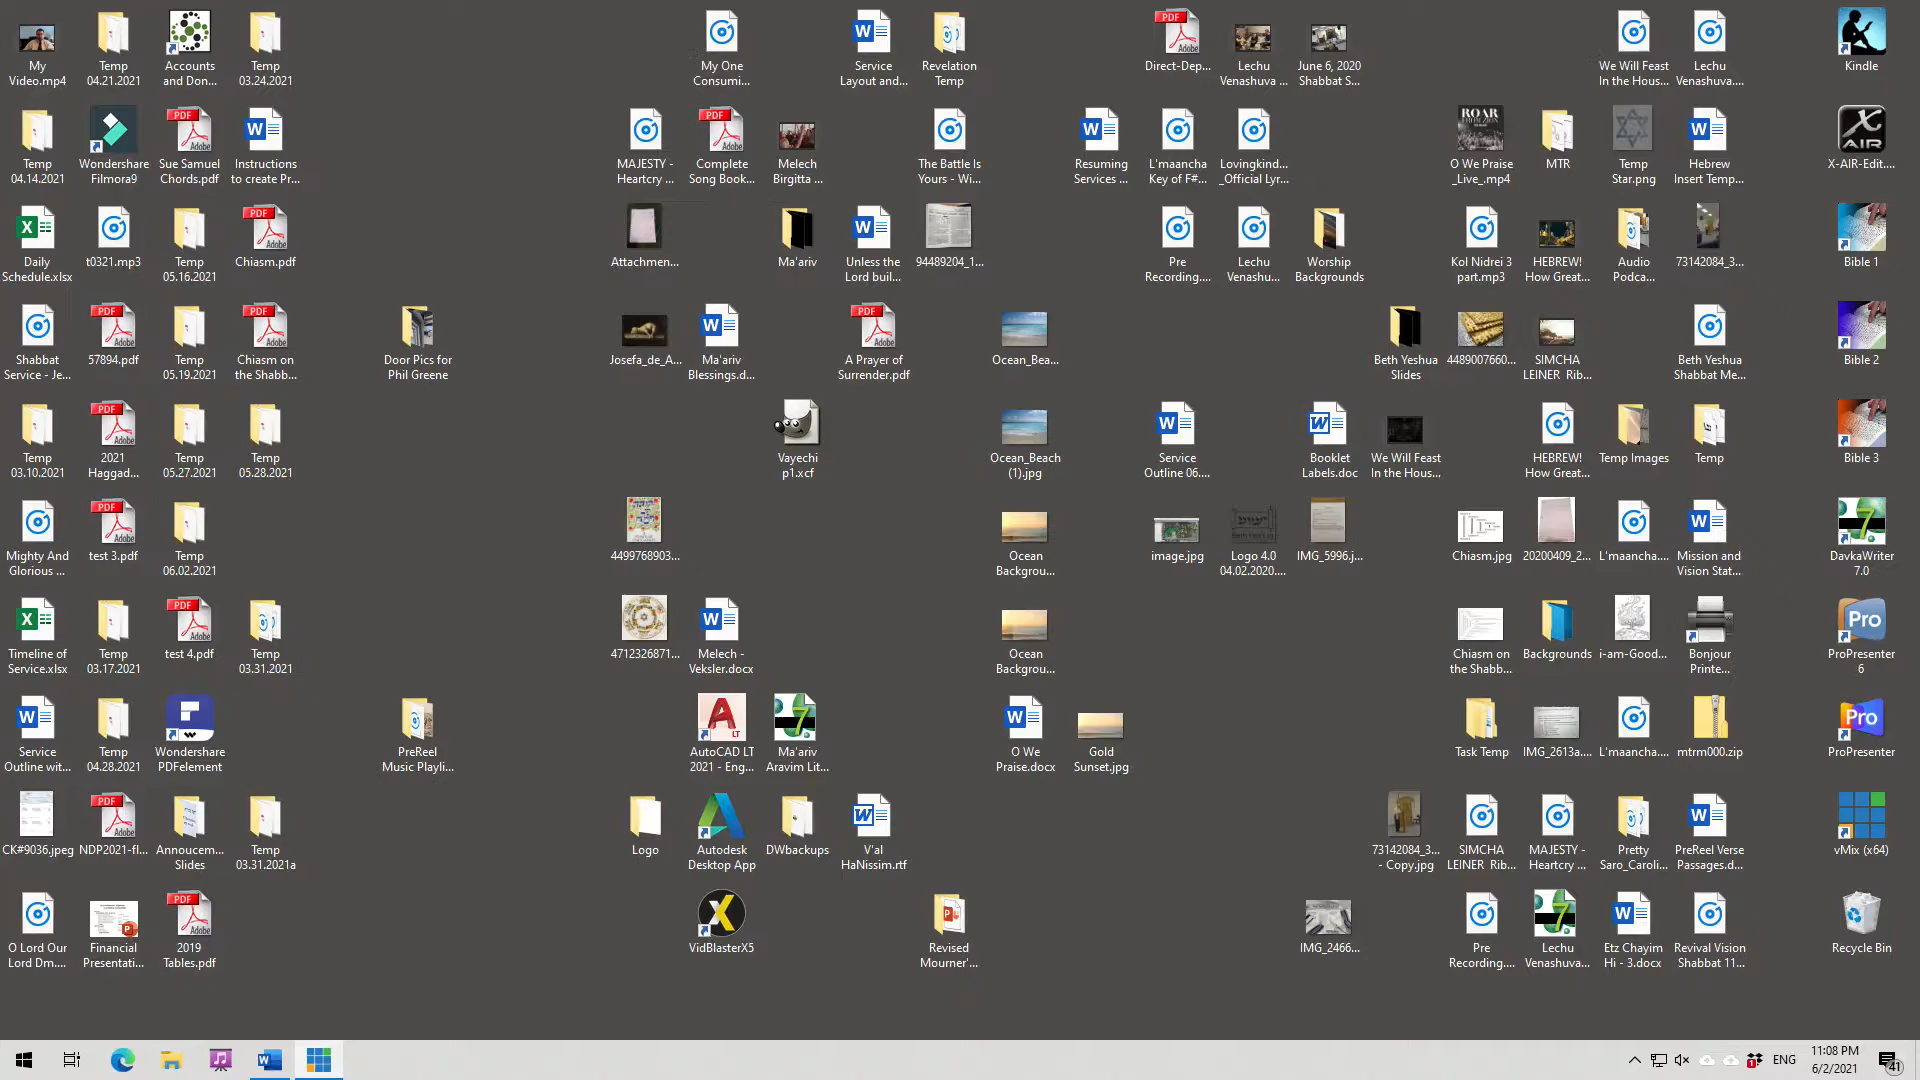 My
Video.mp4
Temp
04.21.2021
Accounts
and Don...
Temp
03.24.2021
My One
Consumi...
Service
Layout and...
Revelation
Temp
Direct-Dep...
Lechu
Venashuva ...
June 6, 2020
Shabbat S...
We Will Feast
In the Hous...
Lechu
Venashuva....
Kindle
Temp
04.14.2021
Wondershare
Filmora9
Sue Samuel
Chords.pdf
Instructions
to create Pr...
MAJESTY -
Heartcry ...
Complete
Song Book...
Melech
Birgitta ...
The Battle Is
Yours - Wi...
Resuming
Services ...
L'maancha
Key of F#...
Lovingkind...
_Official Lyr...
O We Praise
_Live_.mp4
MTR
Temp
Star.png
Hebrew
Insert Temp...
X-AIR-Edit....
Daily
Schedule.xlsx
t0321.mp3
Temp
05.16.2021
Chiasm.pdf
Attachmen...
Ma'ariv
Unless the
Lord buil...
94489204_1...
Pre
Recording....
Lechu
Venashu...
Worship
Backgrounds
Kol Nidrei 3
part.mp3
HEBREW!
How Great...
Audio
Podca...
73142084_3...
Bible 1
Shabbat
Service - Je...
57894.pdf
Temp
05.19.2021
Chiasm on
the Shabb...
Door Pics for
Phil Greene
Josefa_de_A...
Ma'ariv
Blessings.d...
A Prayer of
Surrender.pdf
Ocean_Bea...
Beth Yeshua
Slides
4489007660...
SIMCHA
LEINER Rib...
Beth Yeshua
Shabbat Me...
Bible 2
Temp
03.10.2021
2021
Haggad...
Temp
05.27.2021
Temp
05.28.2021
Vayechi
p1.xcf
Ocean_Beach
(1).jpg
Service
Outline 06....
Booklet
Labels.doc
We Will Feast
In the Hous...
HEBREW!
How Great...
Temp Images
Temp
Bible 3
Mighty And
Glorious ...
test 3.pdf
Temp
06.02.2021
4499768903...
Ocean
Backgrou...
image.jpg
Logo 4.0
04.02.2020....
IMG_5996.j...
Chiasm.jpg
20200409_2...
L'maancha....
Mission and
Vision Stat...
DavkaWriter
7.0
Timeline of
Service.xlsx
Temp
03.17.2021
test 4.pdf
Temp
03.31.2021
4712326871...
Melech -
Veksler.docx
Ocean
Backgrou...
Chiasm on
the Shabb...
Backgrounds
i-am-Good...
Bonjour
Printe...
ProPresenter
6
Service
Outline wit...
Temp
04.28.2021
Wondershare
PDFelement
PreReel
Music Playli...
AutoCAD LT
2021 - Eng...
Ma'ariv
Aravim Lit...
O We
Praise.docx
Gold
Sunset.jpg
Task Temp
IMG_2613a....
L'maancha....
mtrm000.zip
ProPresenter
CK#9036.jpeg
NDP2021-fl...
Annoucem...
Slides
Temp
03.31.2021a
Logo
Autodesk
Desktop App
DWbackups
V'al
HaNissim.rtf
73142084_3...
- Copy.jpg
SIMCHA
LEINER Rib...
MAJESTY -
Heartcry ...
Pretty
Saro_Caroli...
PreReel Verse
Passages.d...
vMix (x64)
O Lord Our
Lord Dm....
Financial
Presentati...
2019
Tables.pdf
VidBlasterX5
Revised
Mourner'...
IMG_2466...
Pre
Recording....
Lechu
Venashuva...
Etz Chayim
Hi - 3.docx
Revival Vision
Shabbat 11...
Recycle Bin
ENG
11:08 PM
6/2/2021
41